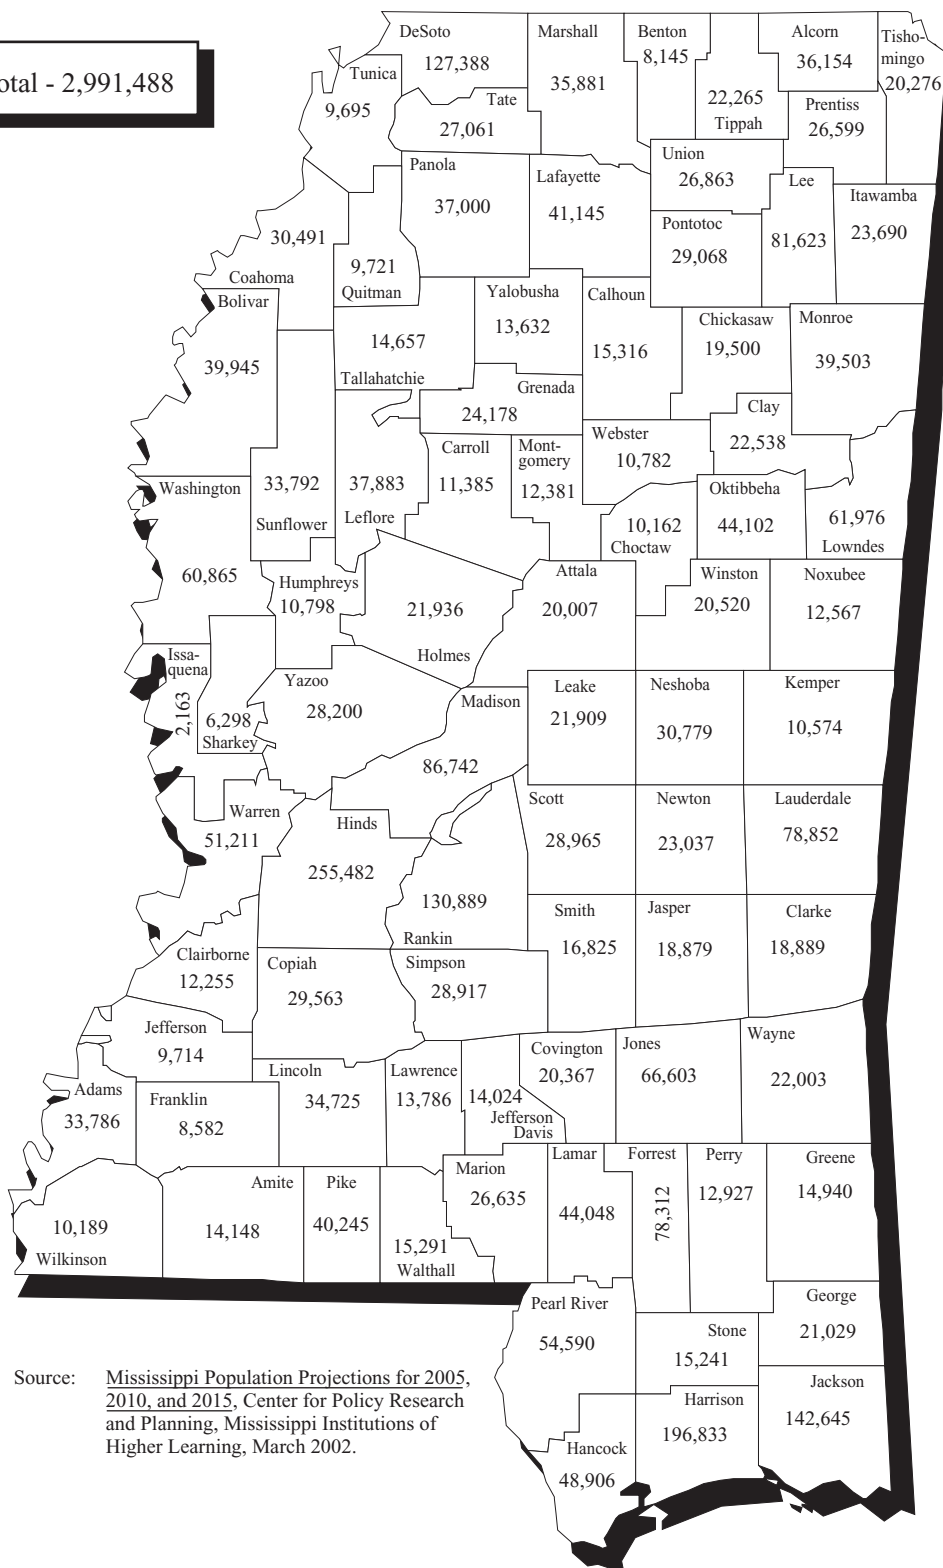 otal - 2,991,488
DeSoto
127,388
Marshall
35,881
Benton
8,145
22,265
Tippah
Alcorn
36,154
Tisho-
mingo
20,276
Tunica
9,695
Tate
27,061
Prentiss
26,599
Panola
37,000
Lafayette
41,145
Union
26,863
Lee
81,623
Itawamba
23,690
Pontotoc
29,068
30,491
Coahoma
9,721
Quitman
Bolivar
39,945
14,657
Tallahatchie
Yalobusha
13,632
Calhoun
15,316
Chickasaw
19,500
Monroe
39,503
Grenada
24,178
Clay
22,538
Washington
60,865
33,792
Sunflower
37,883
Leflore
Carroll
11,385
Mont-
gomery
12,381
Webster
10,782
Oktibbeha
44,102
61,976
Lowndes
10,162
Choctaw
Humphreys
10,798
21,936
Holmes
Attala
20,007
Winston
20,520
Noxubee
12,567
Issa-
quena
2,163
6,298
Sharkey
Yazoo
28,200
Madison
86,742
Leake
21,909
Neshoba
30,779
Kemper
10,574
Warren
51,211
Hinds
255,482
130,889
Rankin
Scott
28,965
Newton
23,037
Lauderdale
78,852
Smith
16,825
Jasper
18,879
Clarke
18,889
Clairborne
12,255
Copiah
29,563
Simpson
28,917
Jefferson
9,714
Lincoln
34,725
Lawrence
13,786
14,024
Jefferson
Davis
Covington
20,367
Jones
66,603
Wayne
22,003
Adams
33,786
Franklin
8,582
10,189
Wilkinson
Amite
14,148
Pike
40,245
15,291
Walthall
Marion
26,635
Lamar
44,048
Forrest
78,312
Perry
12,927
Greene
14,940
Pearl River
54,590
Stone
15,241
George
21,029
Hancock
48,906
Harrison
196,833
Jackson
142,645
Source: Mississippi Population Projections for 2005,
2010, and 2015, Center for Policy Research
and Planning, Mississippi Institutions of
Higher Learning, March 2002.